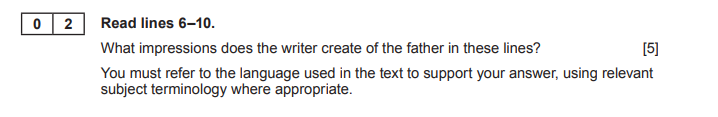 0 2 Read lines 6–10.
What impressions does the writer create of the father in these lines? [5]
You must refer to the language used in the text to support your answer, using relevant
subject terminology where appropriate.